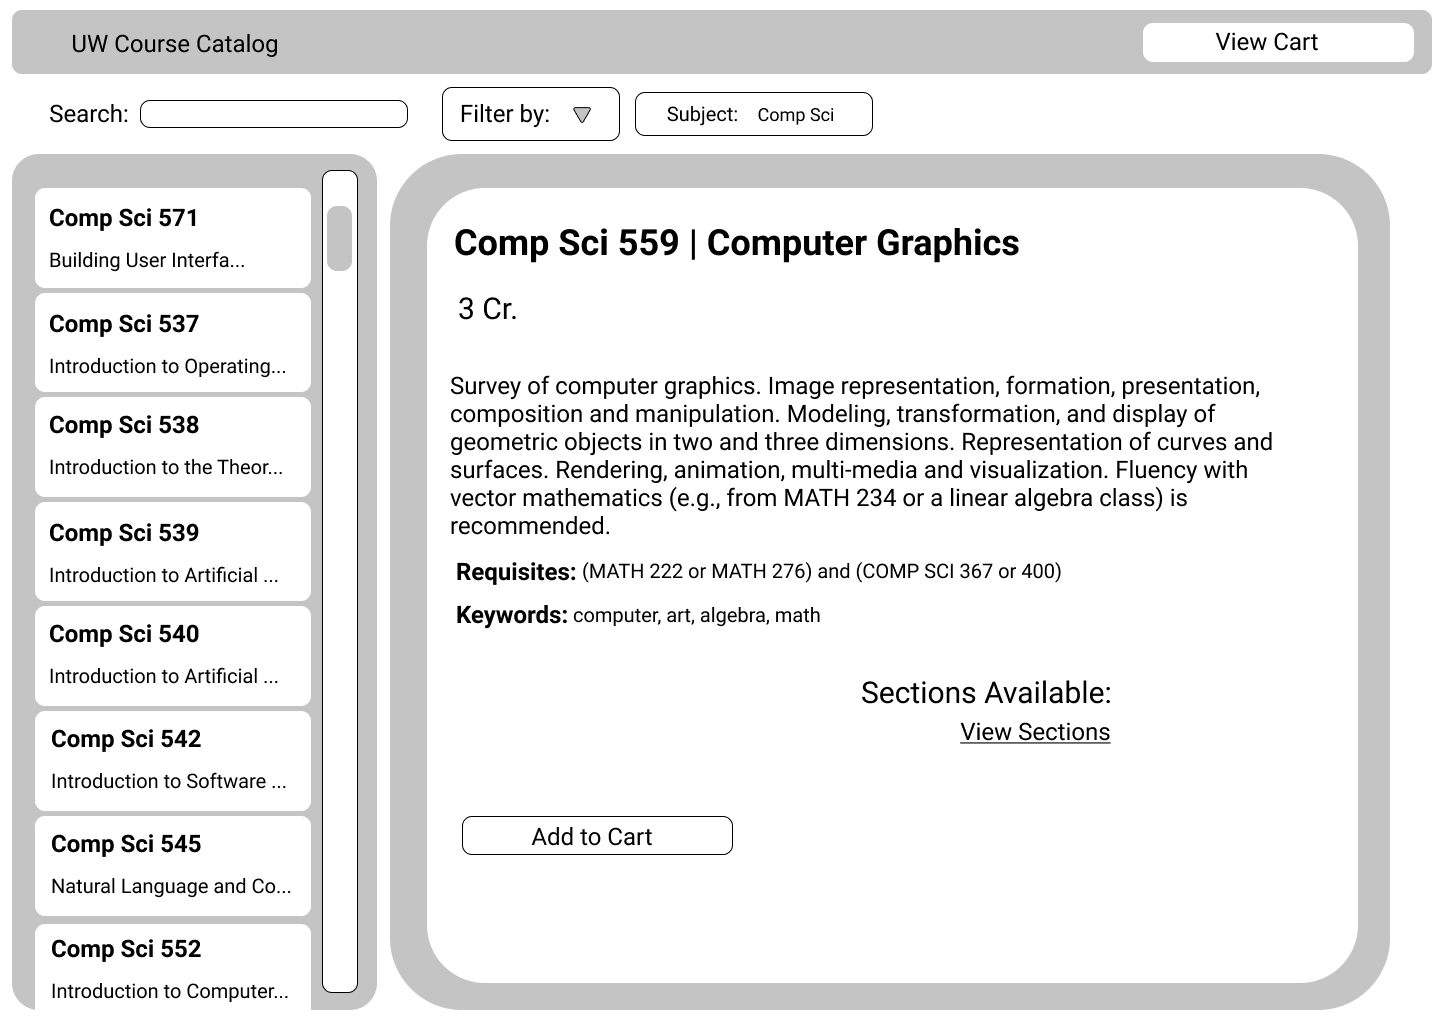 UW Course Catalog
View Cart
Search:
Filter by:
Subject: Comp Sci
Comp Sci 571
Building User Interfa...
Comp Sci 537
Introduction to Operating...
Comp Sci 538
Introduction to the Theor...
Comp Sci 539
Introduction to Artificial ...
Comp Sci 540
Introduction to Artificial ...
Comp Sci 542
Introduction to Software ...
Comp Sci 545
Natural Language and Co...
Comp Sci 552
Introduction to Computer...
Comp Sci 559 | Computer Graphics
3 Cr.
Survey of computer graphics. Image representation, formation, presentation,
composition and manipulation. Modeling, transformation, and display of
geometric objects in two and three dimensions. Representation of curves and
surfaces. Rendering, animation, multi-media and visualization. Fluency with
vector mathematics (e.g., from MATH 234 or a linear algebra class) is
recommended.
Requisites: (MATH 222 or MATH 276) and (COMP SCI 367 or 400)
Keywords: computer, art, algebra, math
Sections Available:
View Sections
Add to Cart